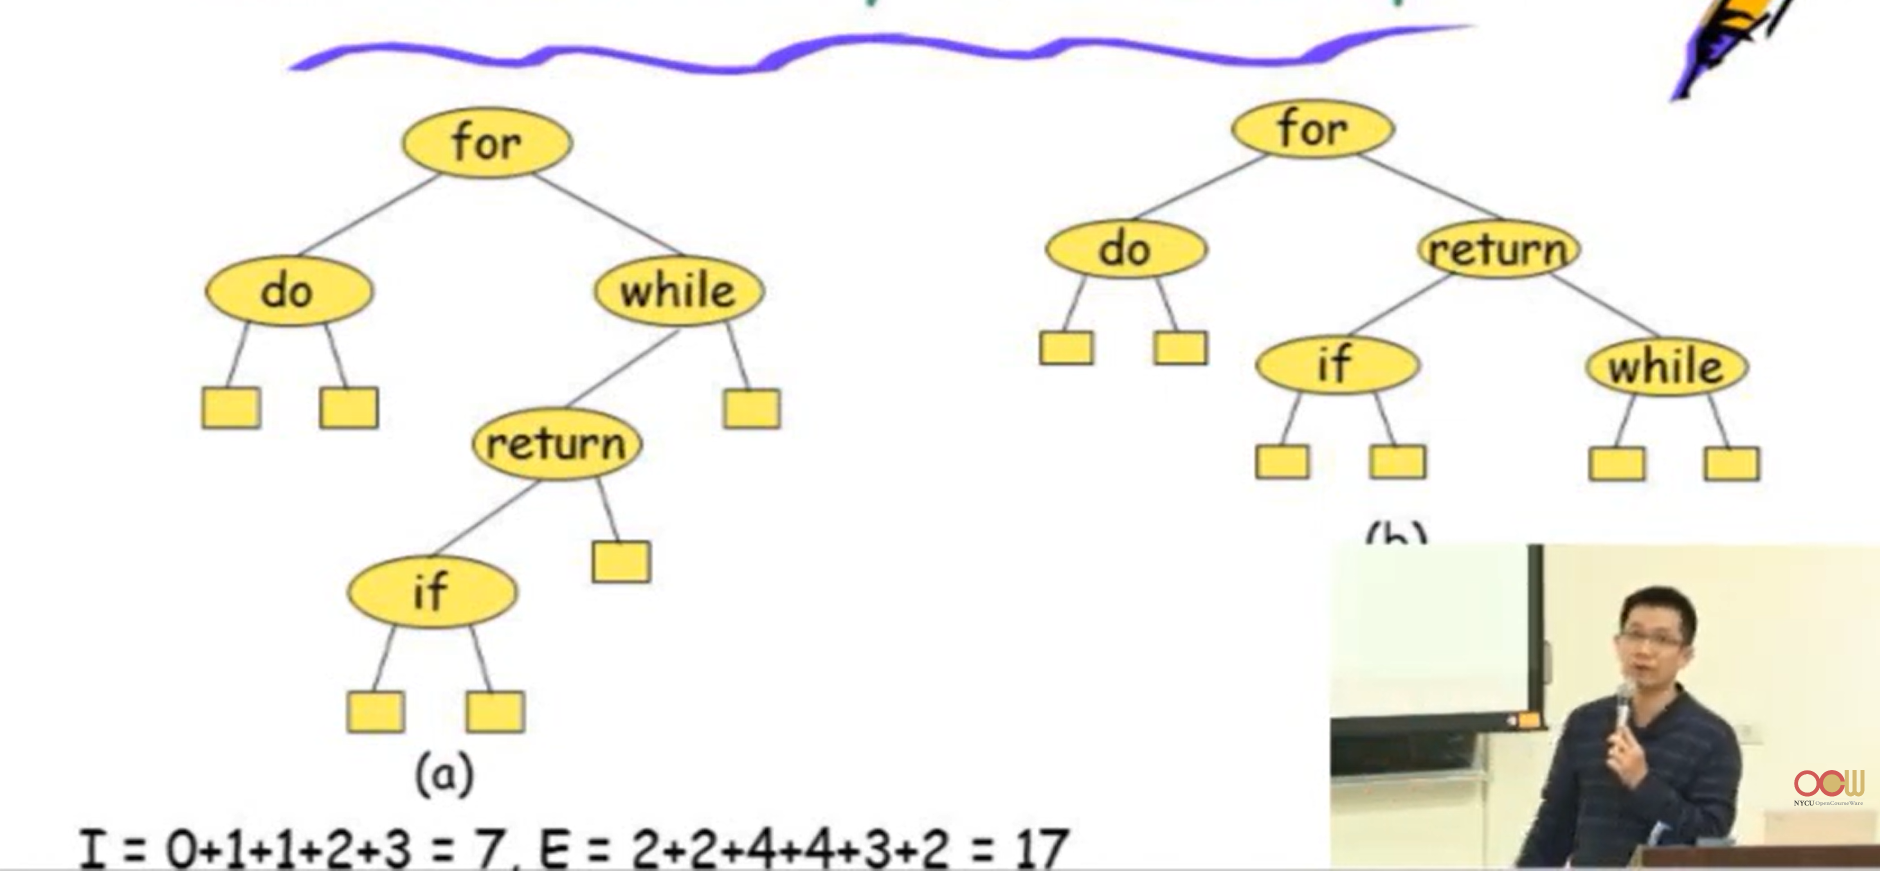 for
do while
return
if
(a)
for
do return
if while
(b)
I = 0+1+1+2+3 = 7, E = 2+2+4+4+3+2 = 17
OCW
NYCU OpenCourseWare